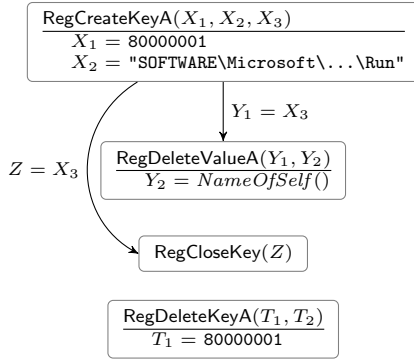 RegCreateKeyA(X₁, X₂, X₃)
X₁ = 80000001
X₂ = "SOFTWARE\Microsoft\...\Run"
Y₁ = X₃
RegDeleteValueA(Y₁, Y₂)
Y₂ = NameOfSelf()
Z = X₃
RegCloseKey(Z)
RegDeleteKeyA(T₁, T₂)
T₁ = 80000001